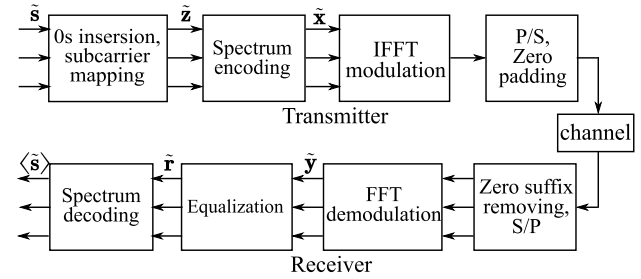 s̃
0s insersion,
subcarrier
mapping
z̃
Spectrum
encoding
x̃
IFFT
modulation
P/S,
Zero
padding
Transmitter
channel
⟨s̃⟩
Spectrum
decoding
r̃
Equalization
ỹ
FFT
demodulation
Zero suffix
removing,
S/P
Receiver